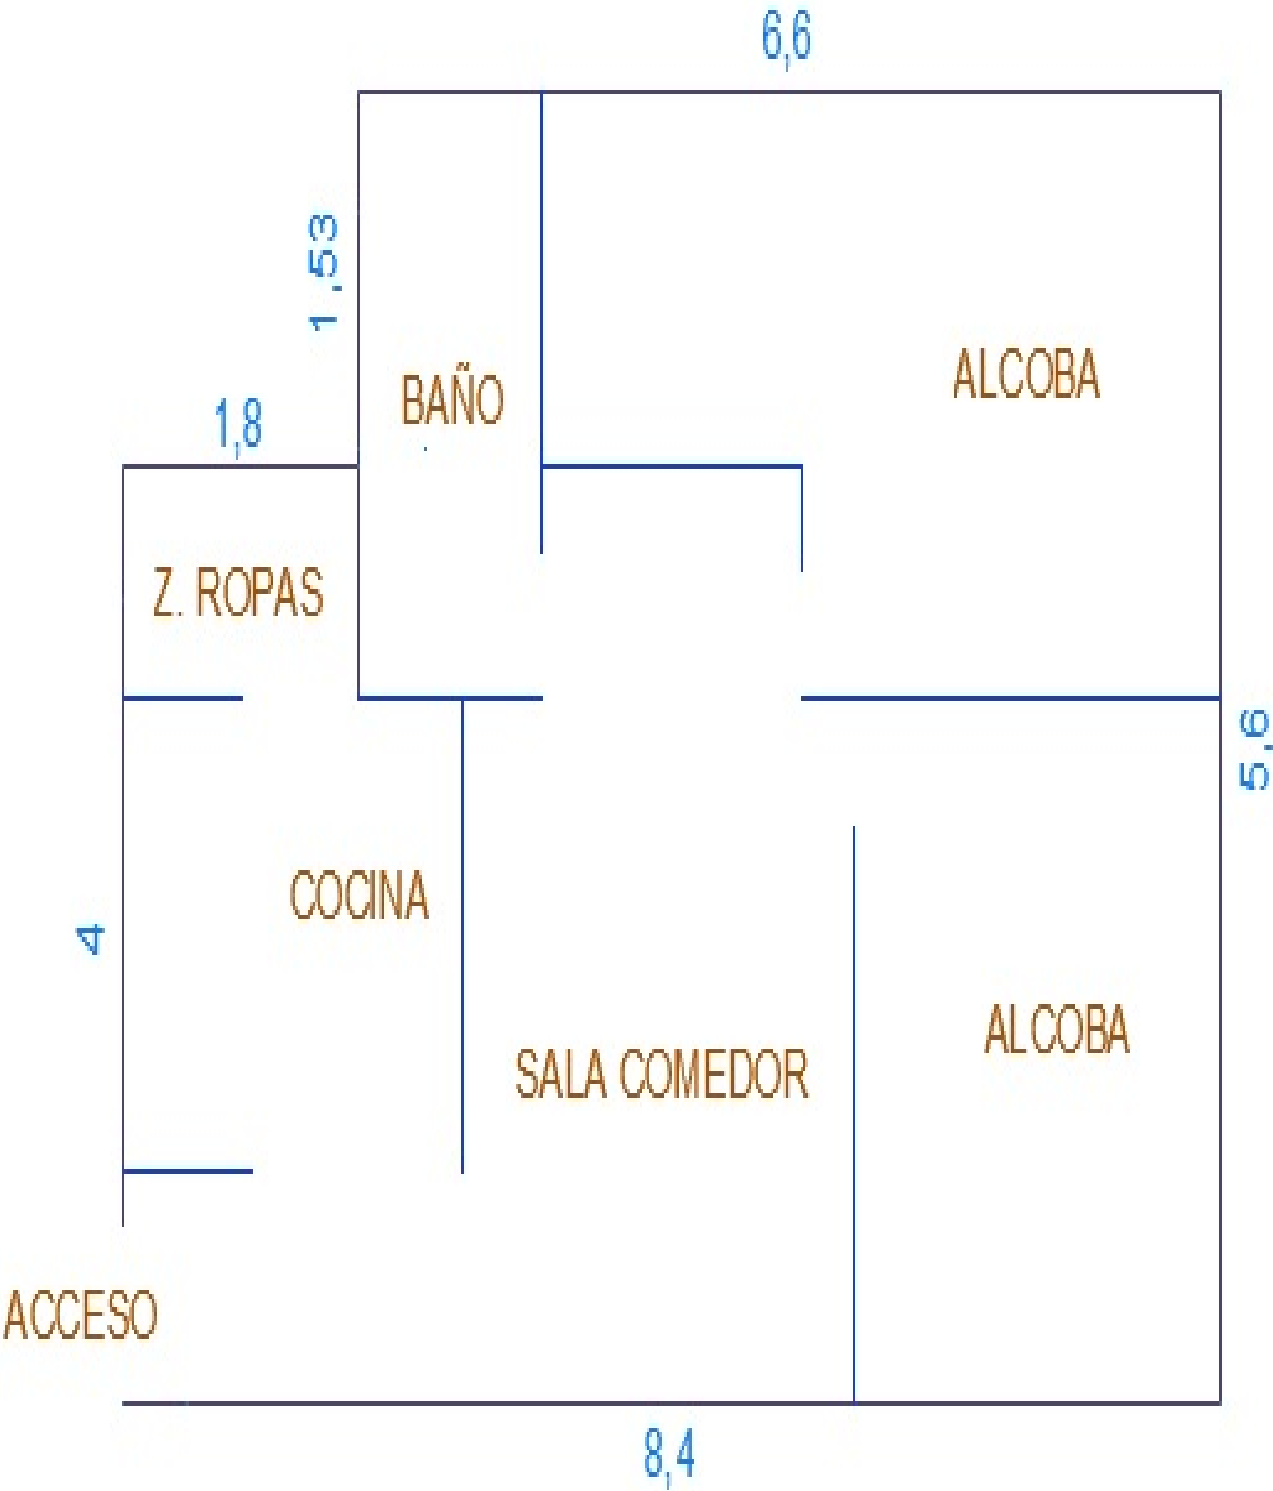 6,6
1,53
BAÑO
ALCOBA
1,8
Z. ROPAS
5,6
COCINA
4
ALCOBA
SALA COMEDOR
ACCESO
8,4